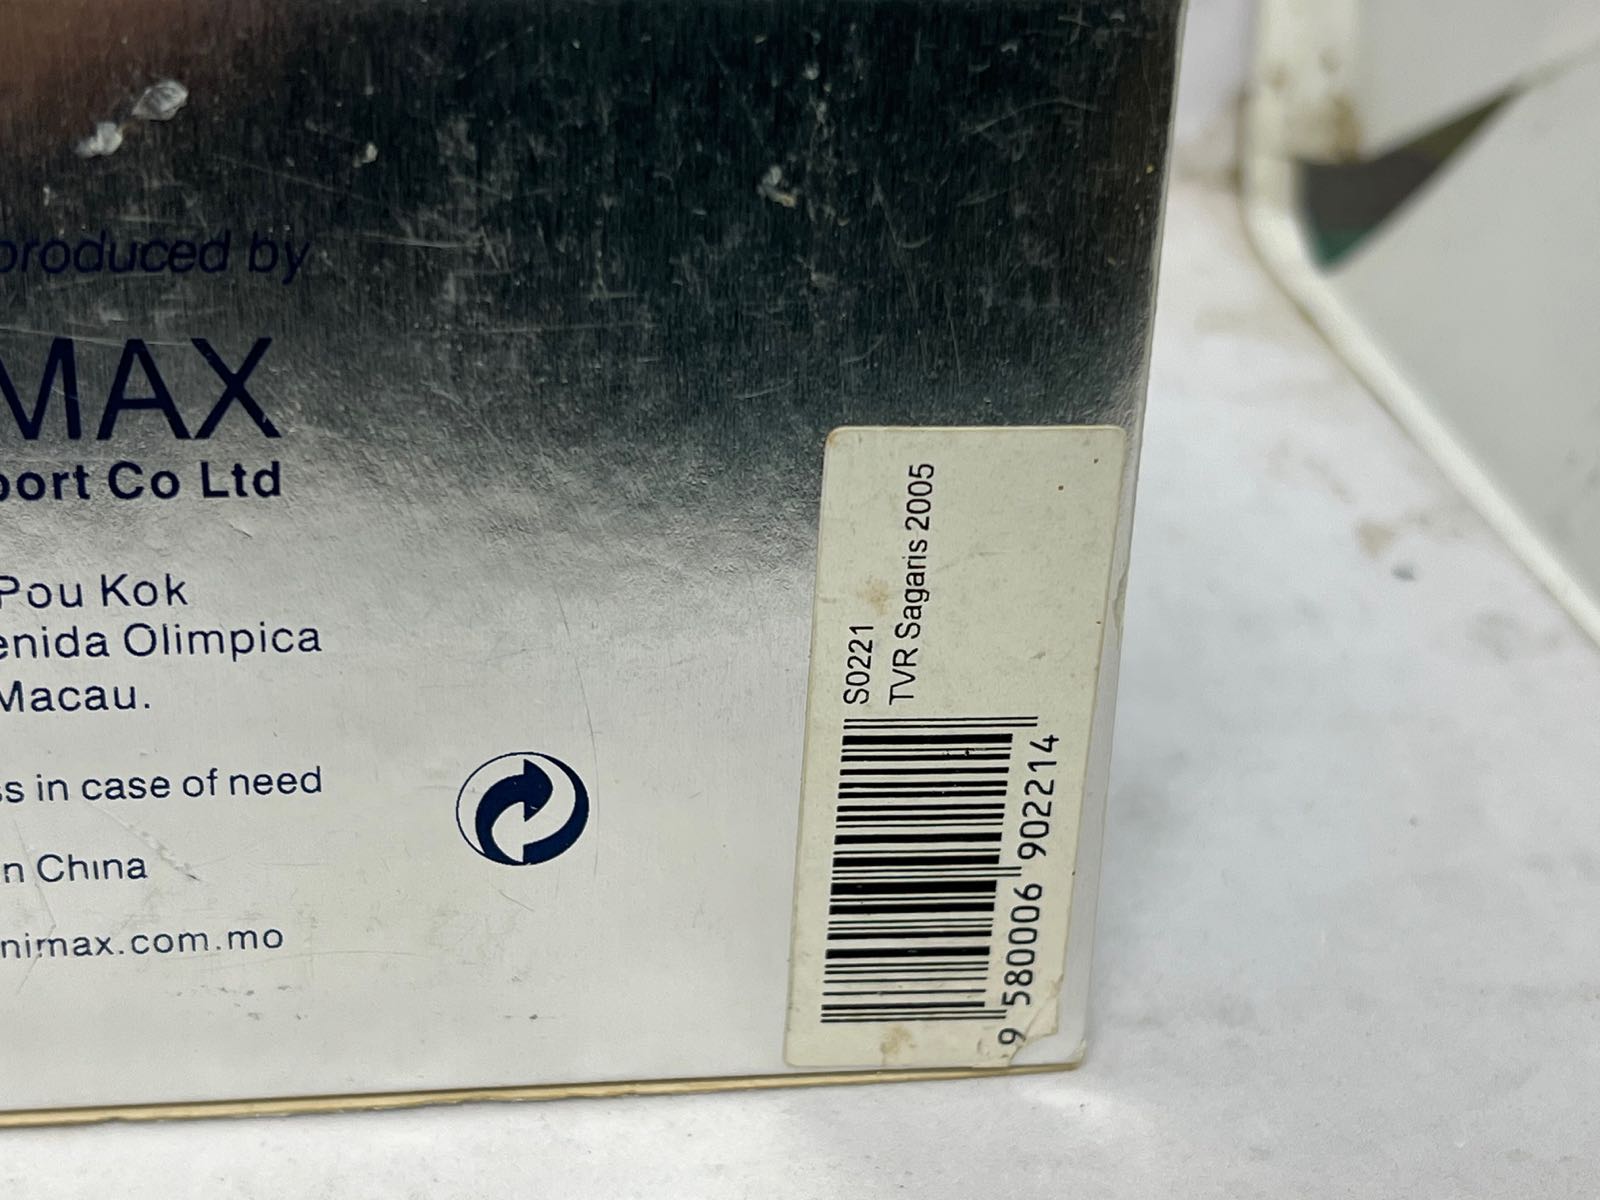 produced by
MAX
port Co Ltd
Pou Kok
enida Olimpica
Macau.
ss in case of need
n China
nimax.com.mo
S0221
TVR Sagaris 2005
9 580006 902214